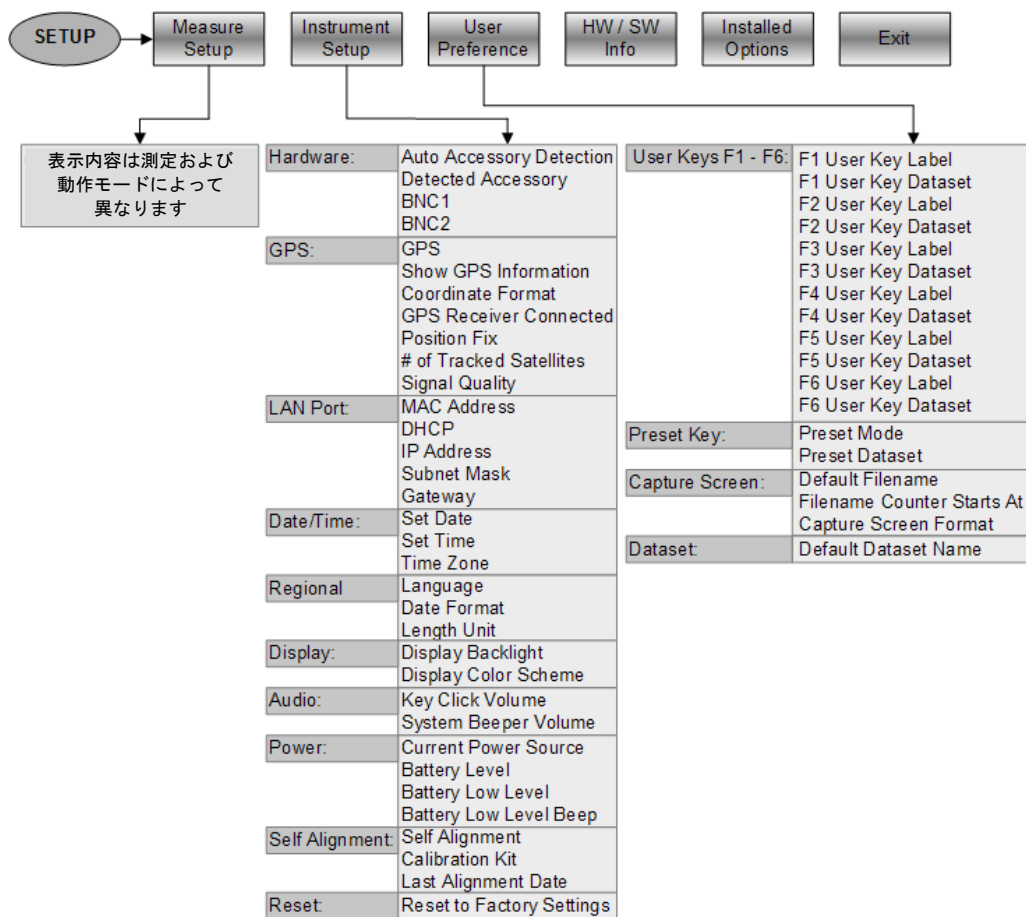 SETUP
Measure
Setup
Instrument
Setup
User
Preference
HW / SW
Info
Installed
Options
Exit
表示内容は測定および
動作モードによって
異なります
Hardware:
Auto Accessory Detection
Detected Accessory
BNC1
BNC2
GPS:
GPS
Show GPS Information
Coordinate Format
GPS Receiver Connected
Position Fix
# of Tracked Satellites
Signal Quality
LAN Port:
MAC Address
DHCP
IP Address
Subnet Mask
Gateway
Date/Time:
Set Date
Set Time
Time Zone
Regional
Language
Date Format
Length Unit
Display:
Display Backlight
Display Color Scheme
Audio:
Key Click Volume
System Beeper Volume
Power:
Current Power Source
Battery Level
Battery Low Level
Battery Low Level Beep
Self Alignment:
Self Alignment
Calibration Kit
Last Alignment Date
Reset:
Reset to Factory Settings
User Keys F1 - F6:
F1 User Key Label
F1 User Key Dataset
F2 User Key Label
F2 User Key Dataset
F3 User Key Label
F3 User Key Dataset
F4 User Key Label
F4 User Key Dataset
F5 User Key Label
F5 User Key Dataset
F6 User Key Label
F6 User Key Dataset
Preset Key:
Preset Mode
Preset Dataset
Capture Screen:
Default Filename
Filename Counter Starts At
Capture Screen Format
Dataset:
Default Dataset Name